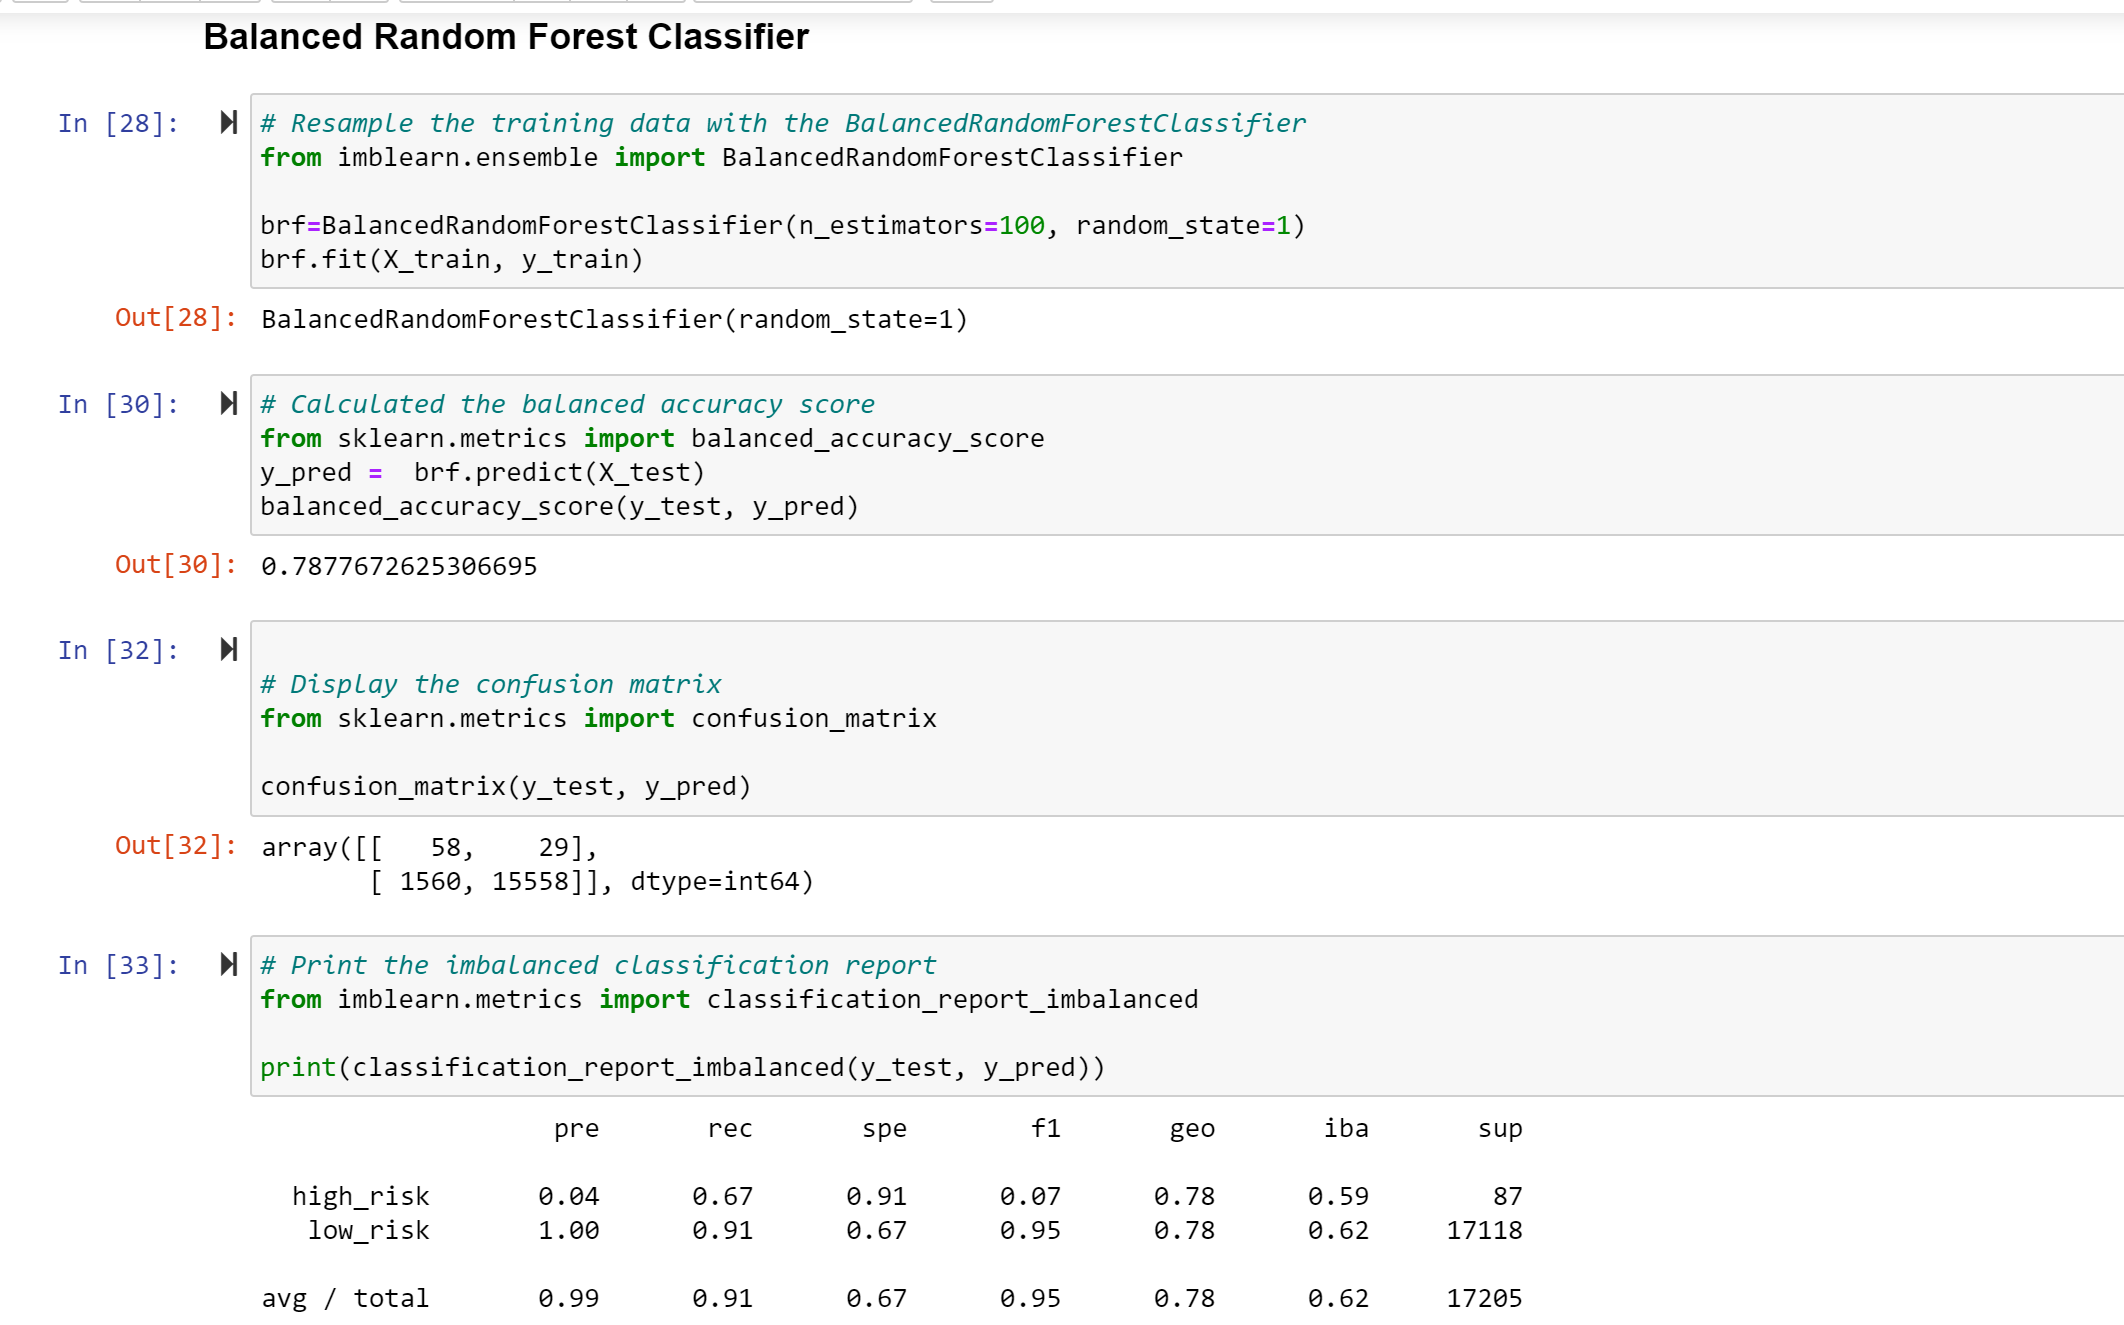 Balanced Random Forest Classifier
In [28]:
# Resample the training data with the BalancedRandomForestClassifier
from imblearn.ensemble import BalancedRandomForestClassifier
brf=BalancedRandomForestClassifier(n_estimators=100, random_state=1)
brf.fit(X_train, y_train)
Out[28]: BalancedRandomForestClassifier(random_state=1)
In [30]:
# Calculated the balanced accuracy score
from sklearn.metrics import balanced_accuracy_score
y_pred =  brf.predict(X_test)
balanced_accuracy_score(y_test, y_pred)
Out[30]: 0.7877672625306695
In [32]:
# Display the confusion matrix
from sklearn.metrics import confusion_matrix
confusion_matrix(y_test, y_pred)
Out[32]: array([[   58,    29],
       [ 1560, 15558]], dtype=int64)
In [33]:
# Print the imbalanced classification report
from imblearn.metrics import classification_report_imbalanced
print(classification_report_imbalanced(y_test, y_pred))
pre rec spe f1 geo iba sup
high_risk 0.04 0.67 0.91 0.07 0.78 0.59 87
low_risk 1.00 0.91 0.67 0.95 0.78 0.62 17118
avg / total 0.99 0.91 0.67 0.95 0.78 0.62 17205